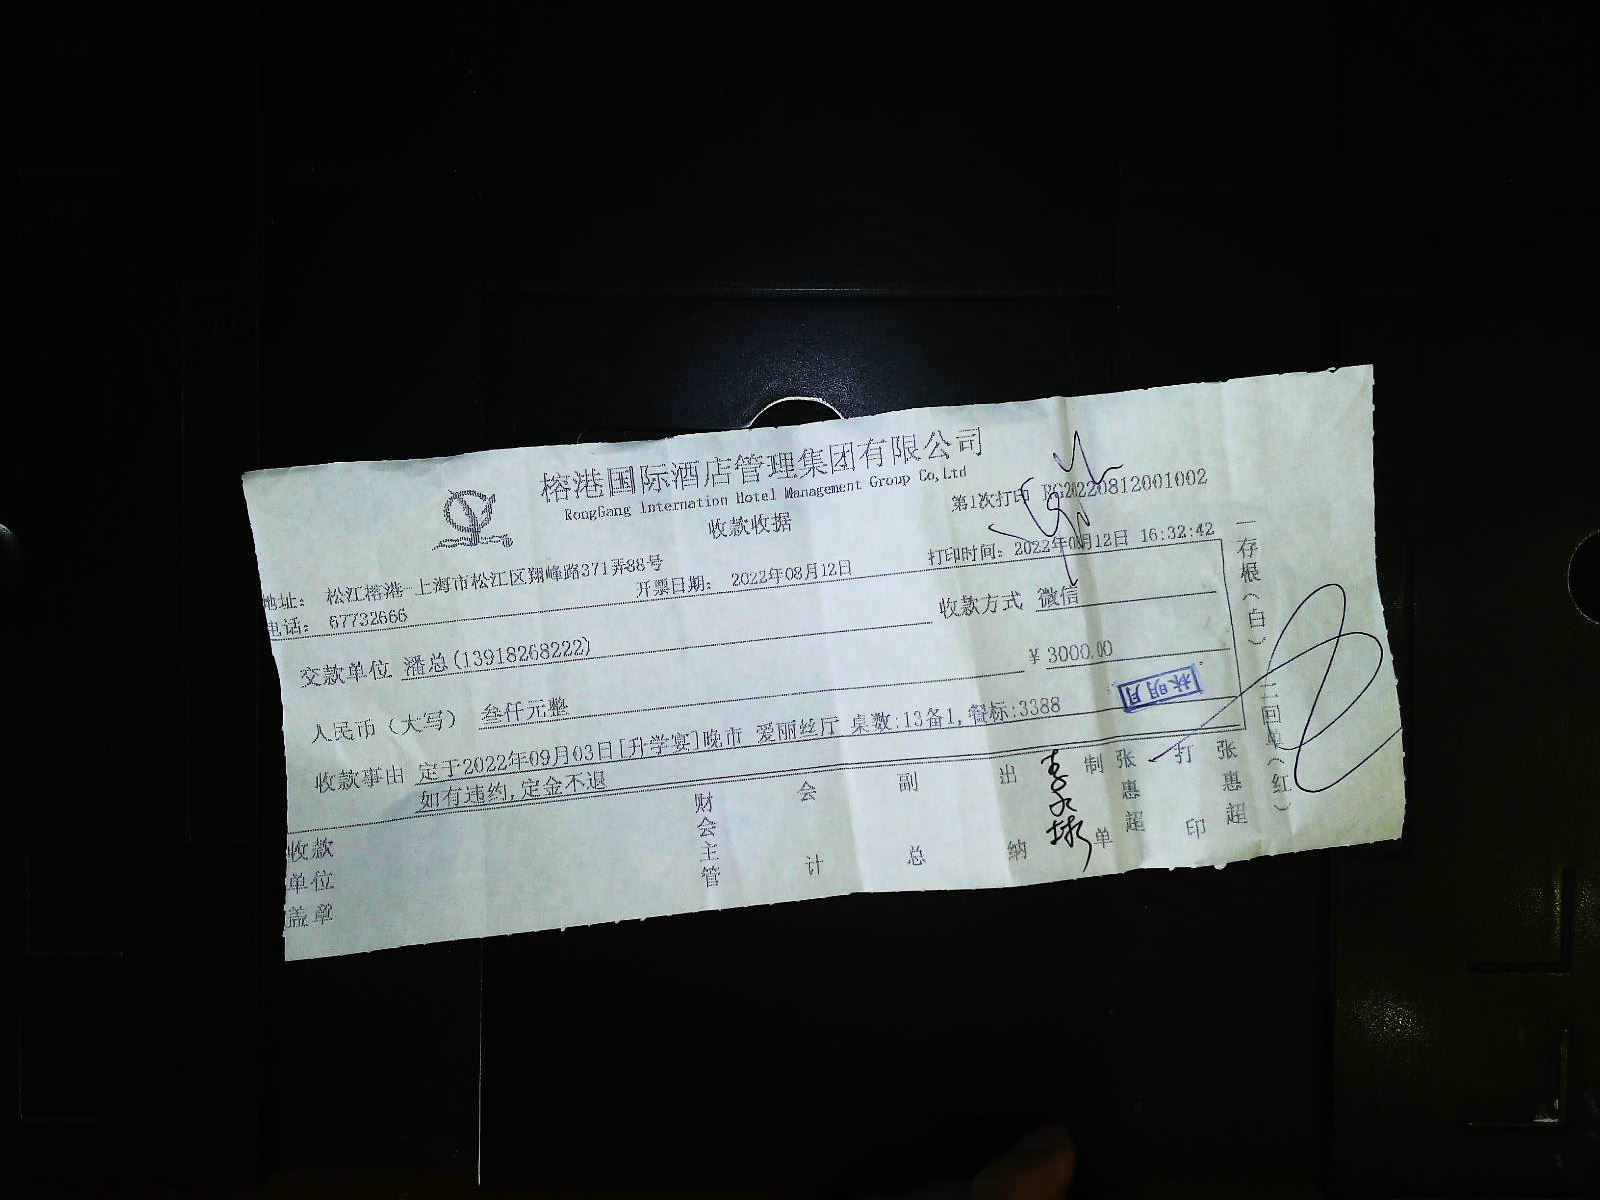 榕港国际酒店管理集团有限公司
RongGang Internation Hotel Management Group Co,Ltd
收款收据
第1次打印 RG20220812001002
地址: 松江榕港 上海市松江区翔峰路371弄88号
电话: 67732666
开票日期: 2022年08月12日
打印时间: 2022年08月12日 16:32:42
交款单位 潘总(13918268222)
收款方式 微信
人民币(大写) 叁仟元整
¥ 3000.00
收款事由 定于2022年09月03日[升学宴]晚市 爱丽丝厅 桌数:13备1,餐标:3388
如有违约,定金不退
林明月
收款单位盖章
财会主管
会计
副总
出纳
制单 张惠超
打印 张惠超
一存根(白) 二回单(红)